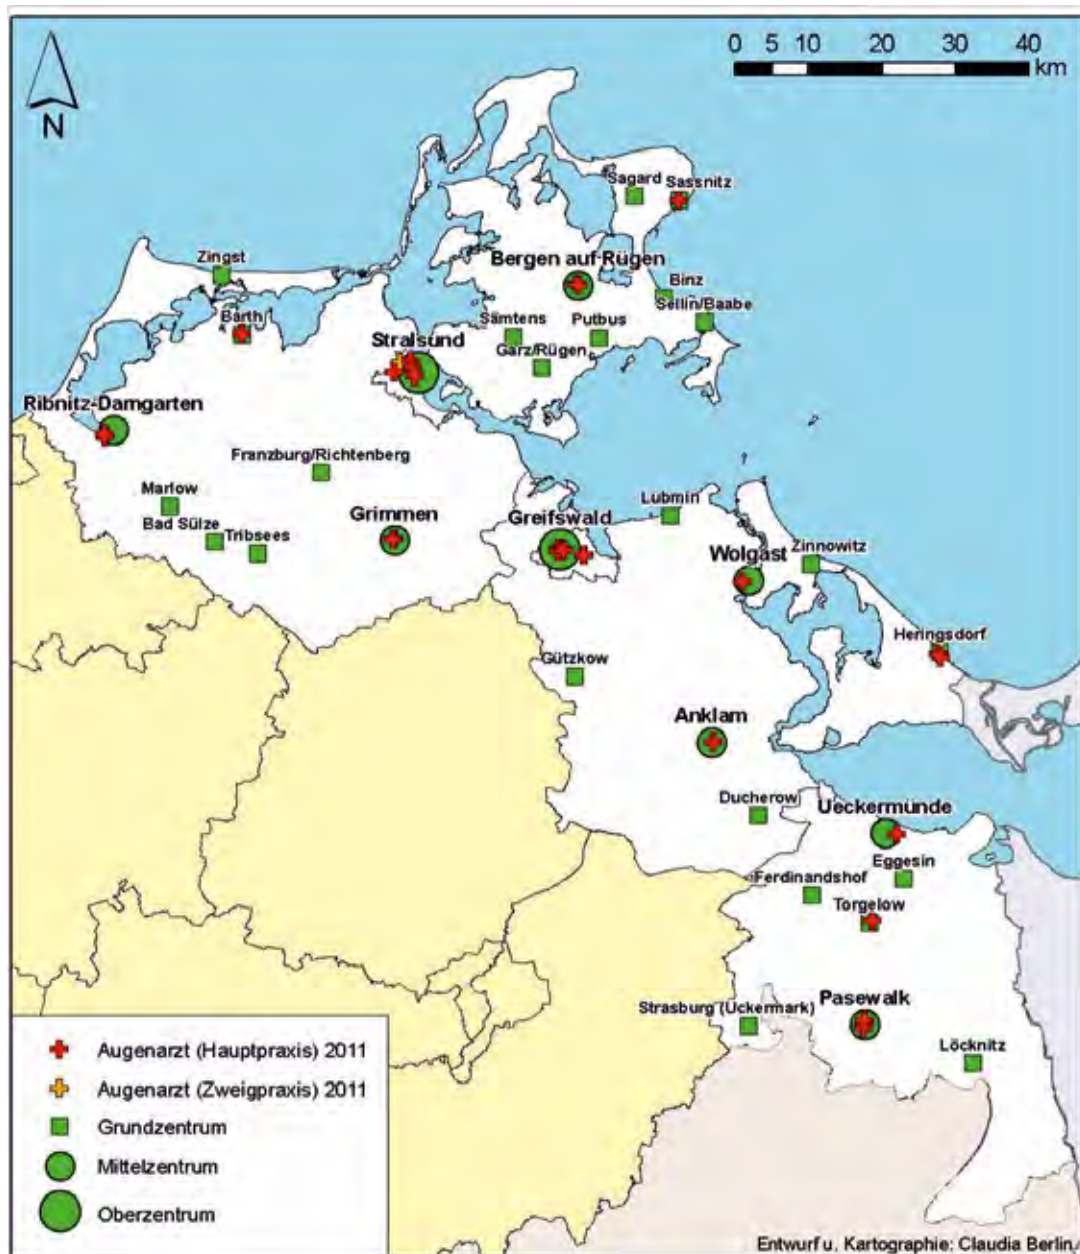 0 5 10 20 30 40
km
N
Sagard
Sassnitz
Zingst
Bergen auf Rügen
Binz
Sellin/Baabe
Barth
Samtens
Putbus
Stralsund
Garz/Rügen
Ribnitz-Damgarten
Franzburg/Richtenberg
Marlow
Lubmin
Grimmen
Greifswald
Bad Sülze
Tribsees
Wolgast
Zinnowitz
Heringsdorf
Gützkow
Anklam
Ducherow
Ueckermünde
Eggesin
Ferdinandshof
Torgelow
Pasewalk
Strasburg (Uckermark)
Löcknitz
Augenarzt (Hauptpraxis) 2011
Augenarzt (Zweigpraxis) 2011
Grundzentrum
Mittelzentrum
Oberzentrum
Entwurf u. Kartographie: Claudia Berlin